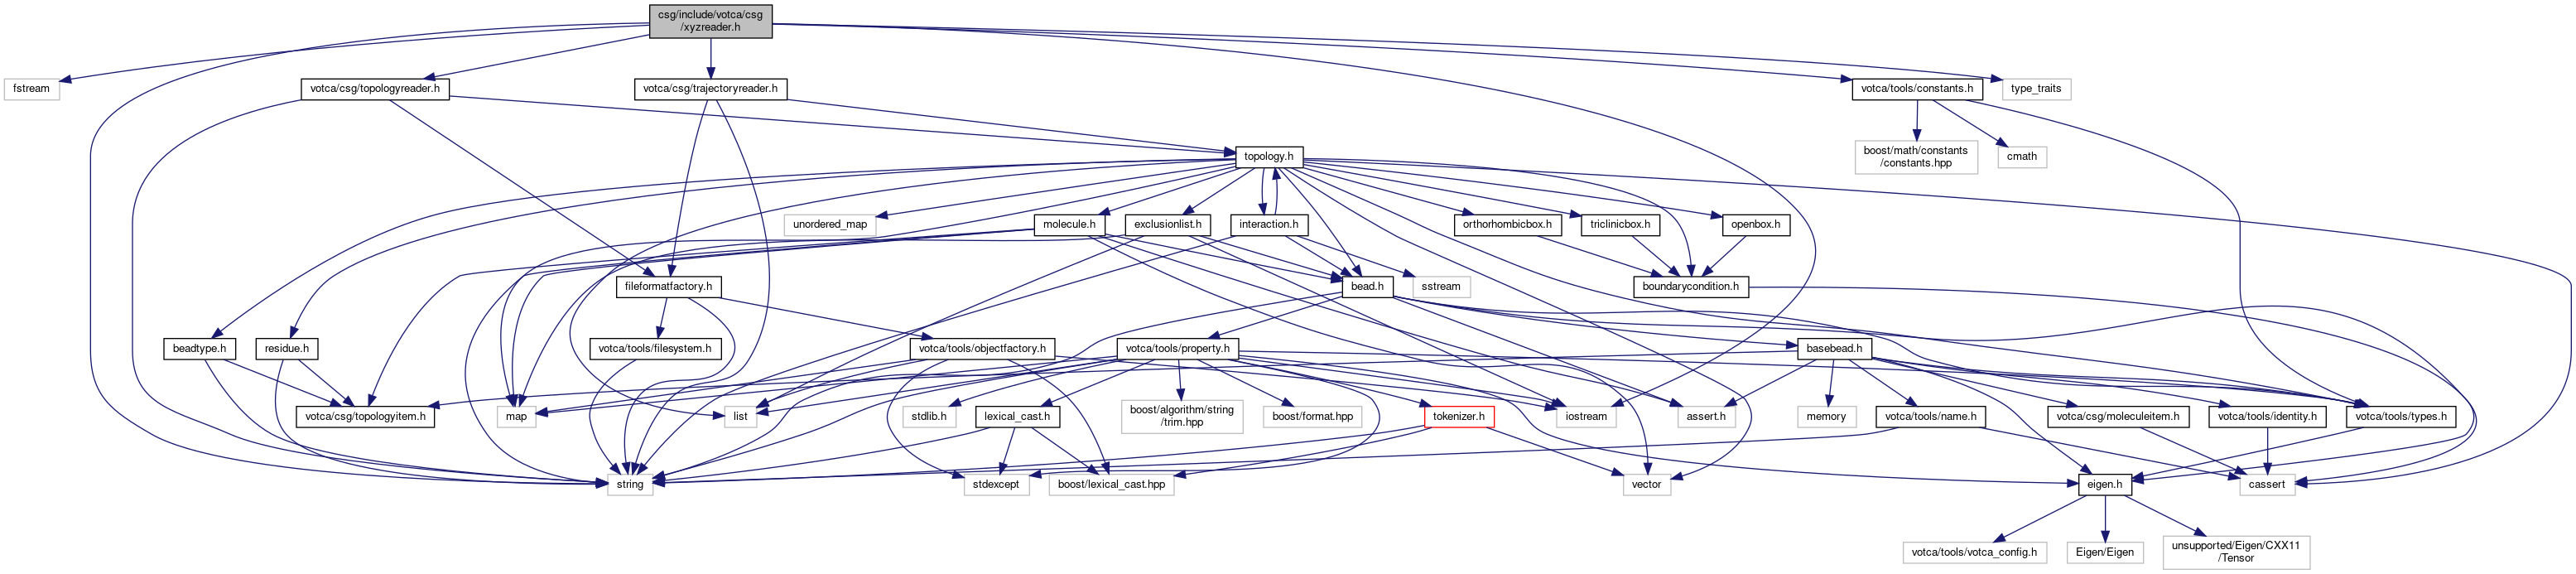 csg/include/votca/csg
/xyzreader.h
fstream
votca/csg/topologyreader.h
votca/csg/trajectoryreader.h
votca/tools/constants.h
type_traits
topology.h
boost/math/constants
/constants.hpp
cmath
unordered_map
molecule.h
exclusionlist.h
interaction.h
orthorhombicbox.h
triclinicbox.h
openbox.h
fileformatfactory.h
bead.h
sstream
boundarycondition.h
beadtype.h
residue.h
votca/tools/filesystem.h
votca/tools/objectfactory.h
votca/tools/property.h
basebead.h
votca/csg/topologyitem.h
map
list
stdlib.h
lexical_cast.h
boost/algorithm/string
/trim.hpp
boost/format.hpp
tokenizer.h
iostream
assert.h
memory
votca/tools/name.h
votca/csg/moleculeitem.h
votca/tools/identity.h
votca/tools/types.h
string
stdexcept
boost/lexical_cast.hpp
vector
eigen.h
cassert
votca/tools/votca_config.h
Eigen/Eigen
unsupported/Eigen/CXX11
/Tensor